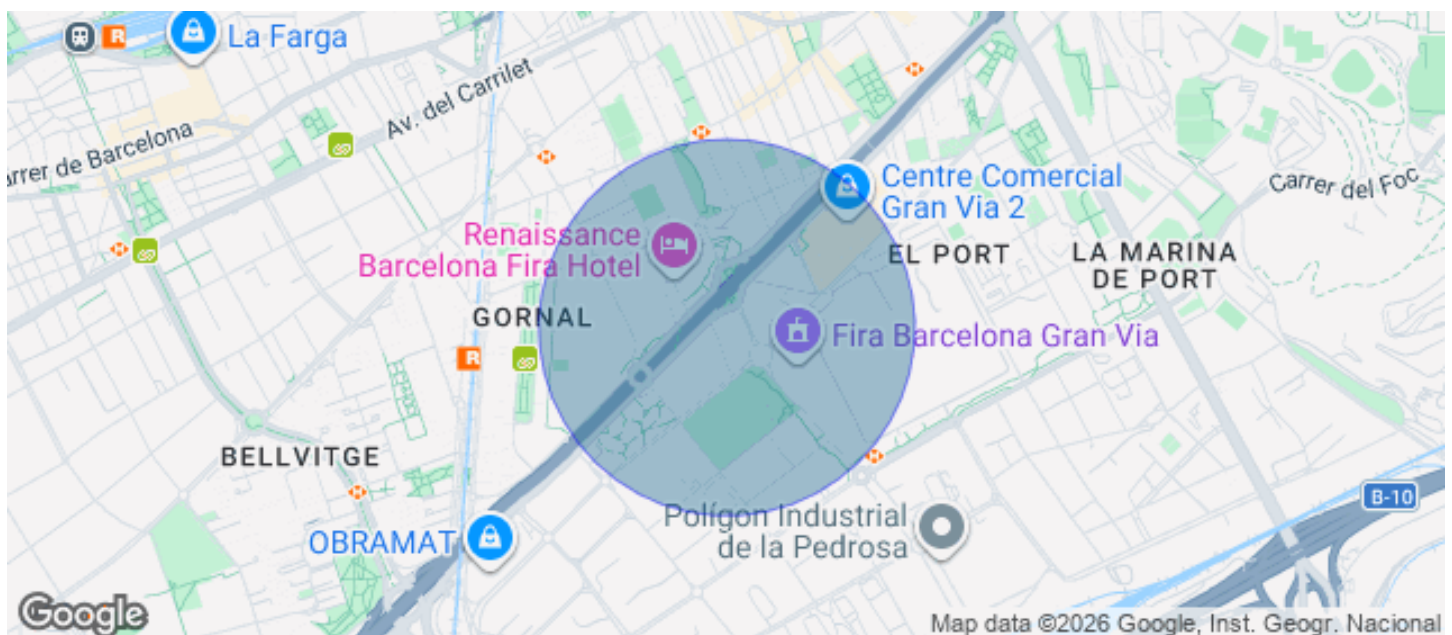 La Farga
Av. del Carrilet
arrer de Barcelona
Centre Comercial
Gran Via 2
Carrer del Foc
Renaissance
Barcelona Fira Hotel
EL PORT
LA MARINA
DE PORT
GORNAL
Fira Barcelona Gran Via
R
R
BELLVITGE
B-10
Polígon Industrial
de la Pedrosa
OBRAMAT
Google
Map data ©2026 Google, Inst. Geogr. Nacional